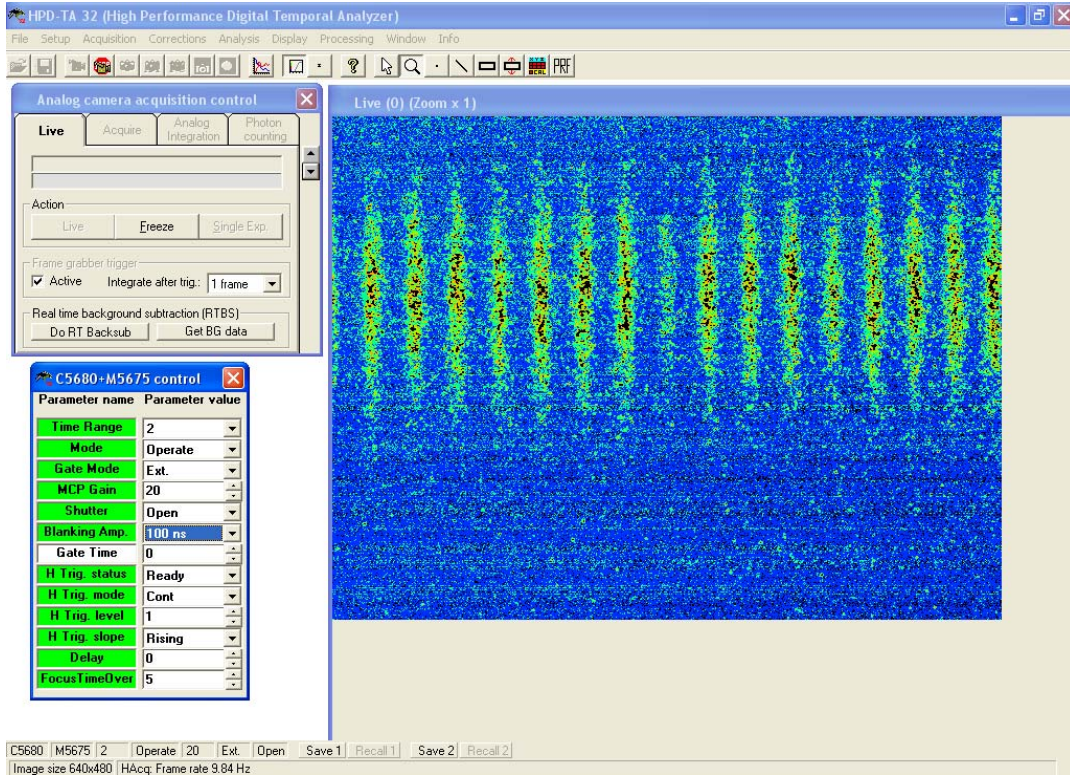 HPD-TA 32 (High Performance Digital Temporal Analyzer)
File Setup Acquisition Corrections Analysis Display Processing Window Info
PRF
Analog camera acquisition control
Live (0) (Zoom x 1)
Live Acquire Analog Integration Photon counting
Action
Live Freeze Single Exp.
Frame grabber trigger
Active Integrate after trig.: 1 frame
Real time background subtraction (RTBS)
Do RT Backsub Get BG data
C5680+M5675 control
Parameter name Parameter value
Time Range 2
Mode Operate
Gate Mode Ext.
MCP Gain 20
Shutter Open
Blanking Amp. 100 ns
Gate Time 0
H Trig. status Ready
H Trig. mode Cont
H Trig. level 1
H Trig. slope Rising
Delay 0
FocusTimeOver 5
C5680 M5675 2 Operate 20 Ext. Open Save 1 Recall 1 Save 2 Recall 2
Image size 640x480 HAcq: Frame rate 9.84 Hz